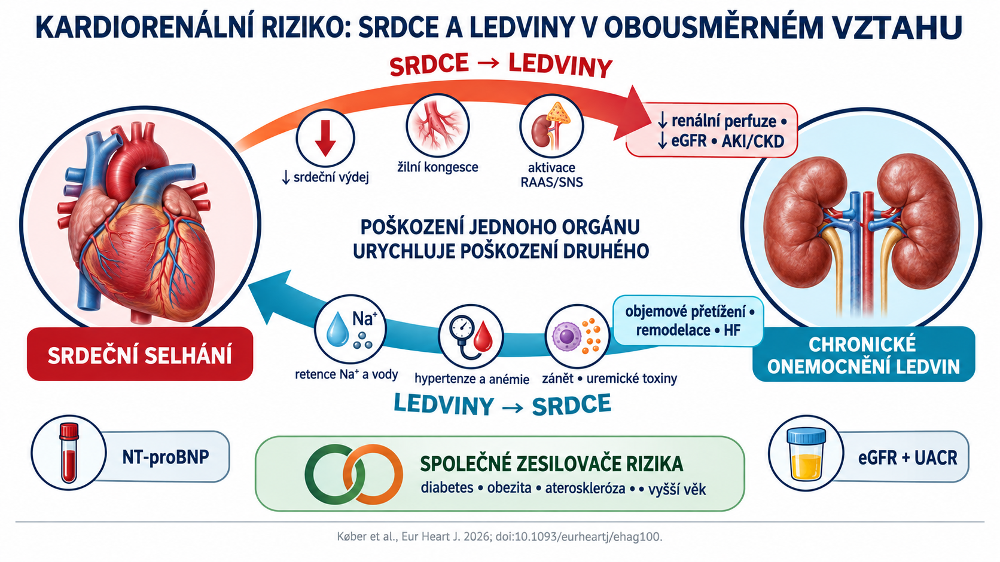 KARDIORENÁLNÍ RIZIKO: SRDCE A LEDVINY V OBOUSMĚRNÉM VZTAHU
SRDCE → LEDVINY
↓ srdeční výdej
žilní kongesce
aktivace
RAAS/SNS
↓ renální perfuze •
↓ eGFR • AKI/CKD
POŠKOZENÍ JEDNOHO ORGÁNU
URYCHLUJE POŠKOZENÍ DRUHÉHO
SRDEČNÍ SELHÁNÍ
CHRONICKÉ
ONEMOCNĚNÍ LEDVIN
objemové přetížení •
remodelace • HF
Na⁺
retence Na⁺ a vody
hypertenze a anémie
zánět • uremické toxiny
LEDVINY → SRDCE
NT-proBNP
SPOLEČNÉ ZESILOVAČE RIZIKA
diabetes • obezita • ateroskleróza • • vyšší věk
eGFR + UACR
Køber et al., Eur Heart J. 2026; doi:10.1093/eurheartj/ehag100.